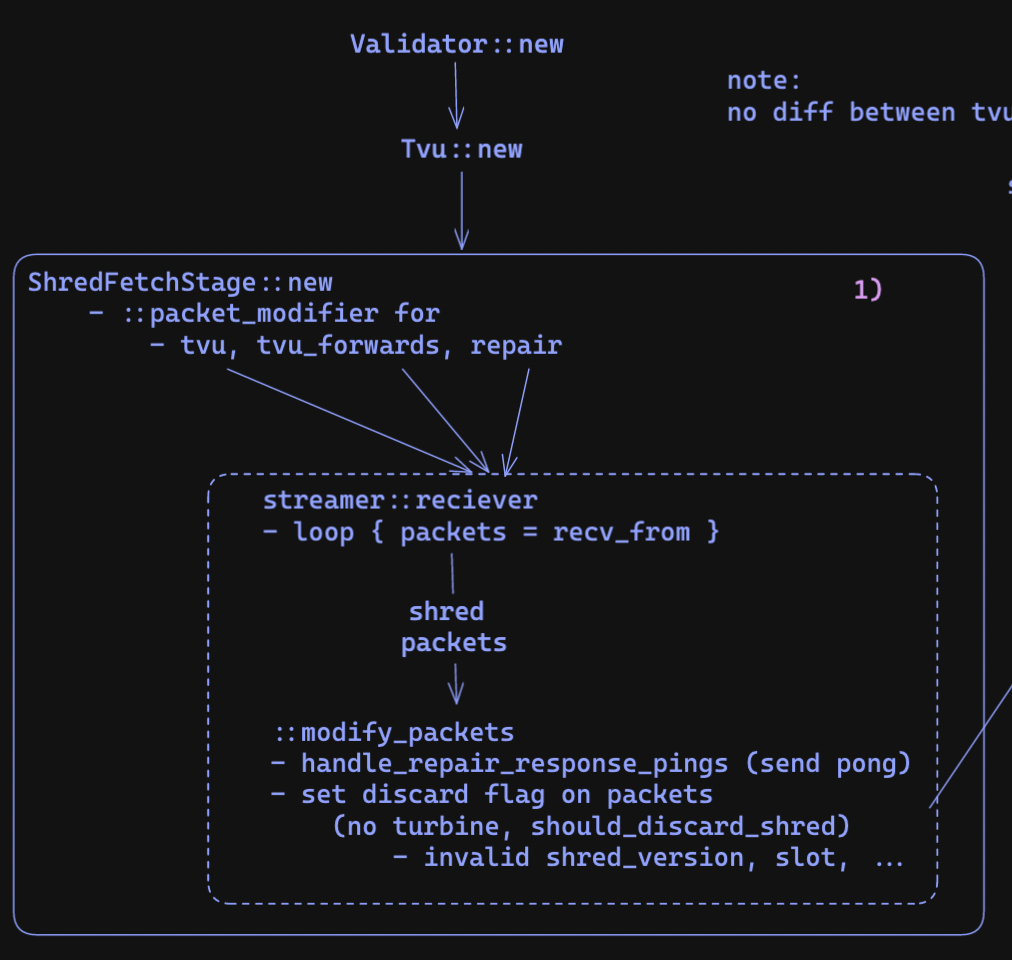 Validator::new
note:
no diff between tvu
Tvu::new
ShredFetchStage::new
1)
- ::packet_modifier for
- tvu, tvu_forwards, repair
streamer::reciever
- loop { packets = recv_from }
shred
packets
::modify_packets
- handle_repair_response_pings (send pong)
- set discard flag on packets
(no turbine, should_discard_shred)
- invalid shred_version, slot, ...